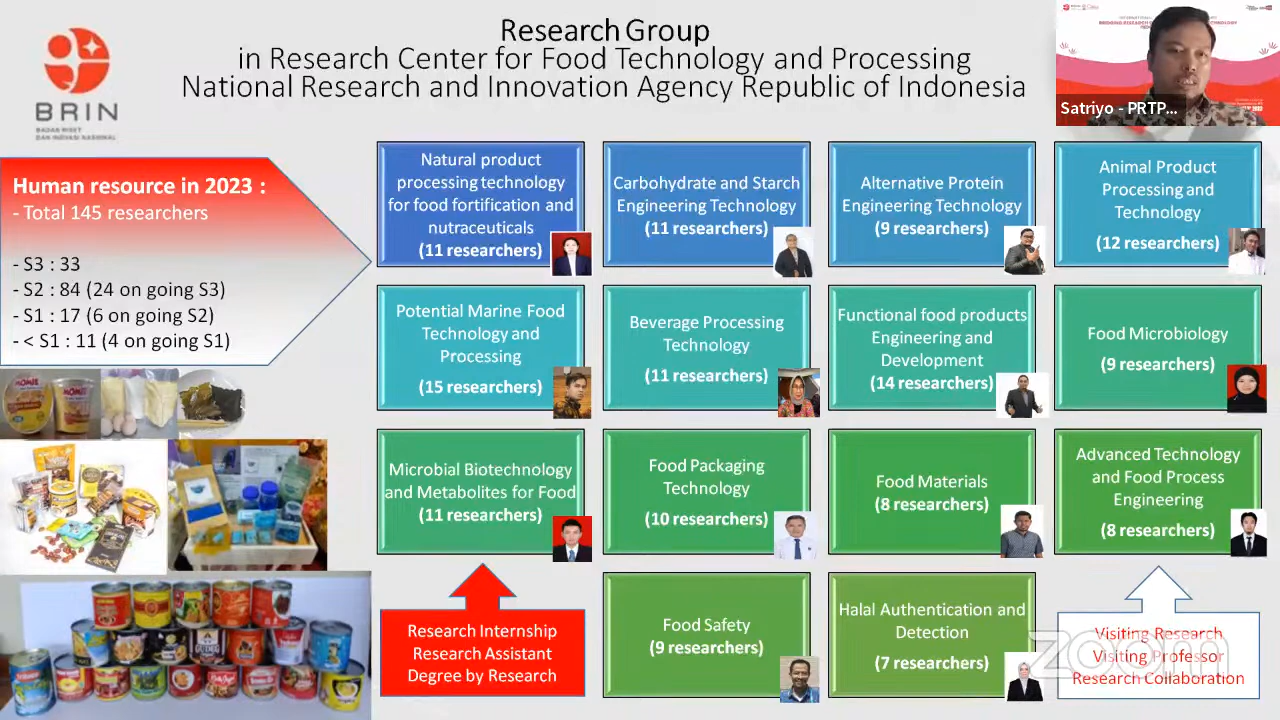 Research Group
in Research Center for Food Technology and Processing
National Research and Innovation Agency Republic of Indonesia
BRIN
BADAN RISET
DAN INOVASI NASIONAL
Satriyo - PRTP...
Human resource in 2023 :
- Total 145 researchers
- S3 : 33
- S2 : 84 (24 on going S3)
- S1 : 17 (6 on going S2)
- < S1 : 11 (4 on going S1)
Natural product
processing technology
for food fortification and
nutraceuticals
(11 researchers)
Carbohydrate and Starch
Engineering Technology
(11 researchers)
Alternative Protein
Engineering Technology
(9 researchers)
Animal Product
Processing and
Technology
(12 researchers)
Potential Marine Food
Technology and
Processing
(15 researchers)
Beverage Processing
Technology
(11 researchers)
Functional food products
Engineering and
Development
(14 researchers)
Food Microbiology
(9 researchers)
Microbial Biotechnology
and Metabolites for Food
(11 researchers)
Food Packaging
Technology
(10 researchers)
Food Materials
(8 researchers)
Advanced Technology
and Food Process
Engineering
(8 researchers)
Research Internship
Research Assistant
Degree by Research
Food Safety
(9 researchers)
Halal Authentication and
Detection
(7 researchers)
Visiting Research
Visiting Professor
Research Collaboration
zoom